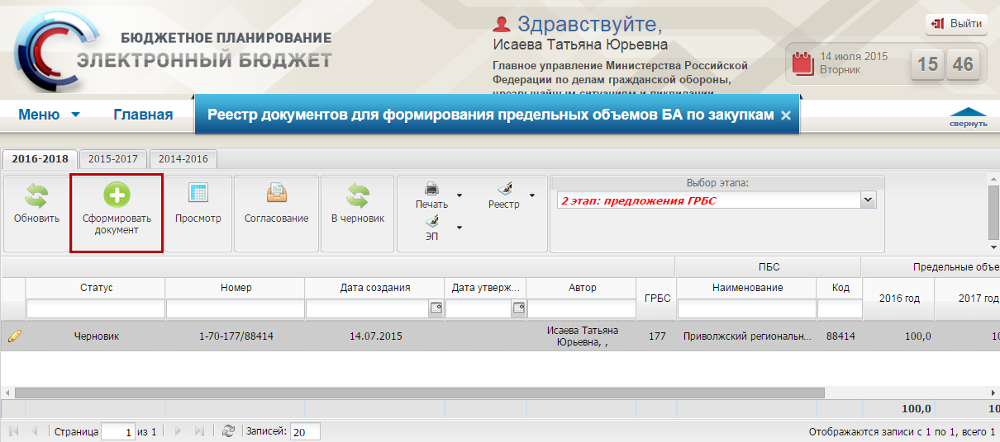 БЮДЖЕТНОЕ ПЛАНИРОВАНИЕ
ЭЛЕКТРОННЫЙ БЮДЖЕТ
Здравствуйте,
Исаева Татьяна Юрьевна
Главное управление Министерства Российской
Федерации по делам гражданской обороны,
чрезвычайным ситуациям и ликвидации
Выйти
14 июля 2015
Вторник
15 46
Меню Главная Реестр документов для формирования предельных объемов БА по закупкам
свернуть
2016-2018 2015-2017 2014-2016
Обновить
Сформировать
документ
Просмотр
Согласование
В черновик
Печать
Реестр
ЭП
Выбор этапа:
2 этап: предложения ГРБС
ПБС Предельные объе
Статус Номер Дата создания Дата утверж... Автор ГРБС Наименование Код 2016 год 2017 год
Черновик 1-70-177/88414 14.07.2015 Исаева Татьяна
Юрьевна, , 177 Приволжский региональн... 88414 100,0 10
100,0 10
Страница 1 из 1 Записей: 20 Отображаются записи с 1 по 1, всего 1